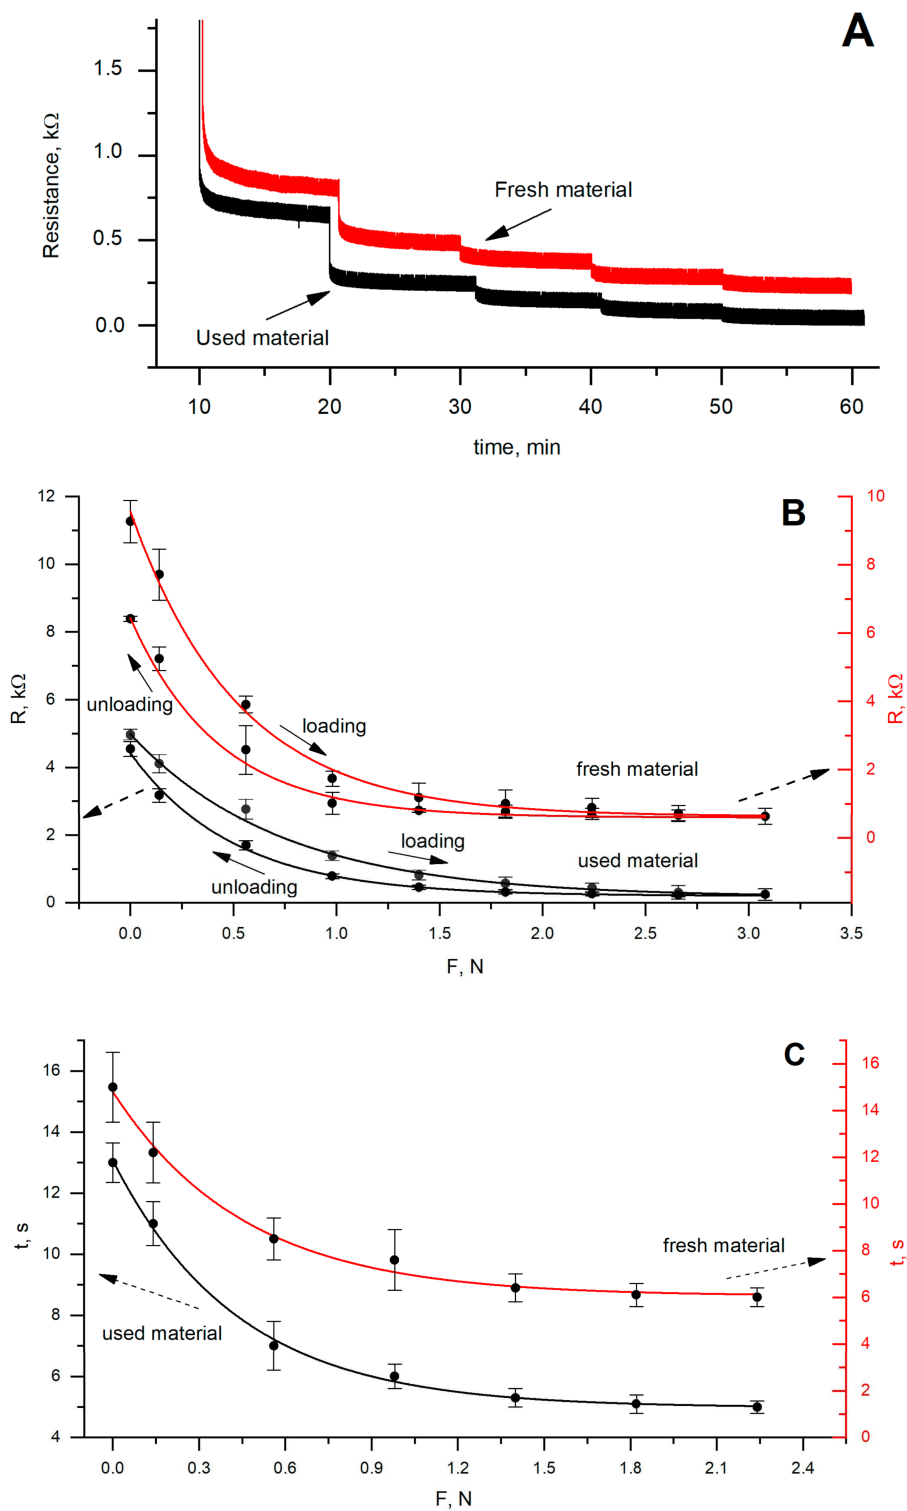 A
Resistance, kΩ
1.5
1.0
0.5
0.0
Fresh material
Used material
10 20 30 40 50 60
time, min
B
R, kΩ
12
10
8
6
4
2
0
R, kΩ
10
8
6
4
2
0
unloading
loading
fresh material
loading
used material
unloading
0.0 0.5 1.0 1.5 2.0 2.5 3.0 3.5
F, N
C
t, s
16
14
12
10
8
6
4
t, s
16
14
12
10
8
6
4
2
0
fresh material
used material
0.0 0.3 0.6 0.9 1.2 1.5 1.8 2.1 2.4
F, N